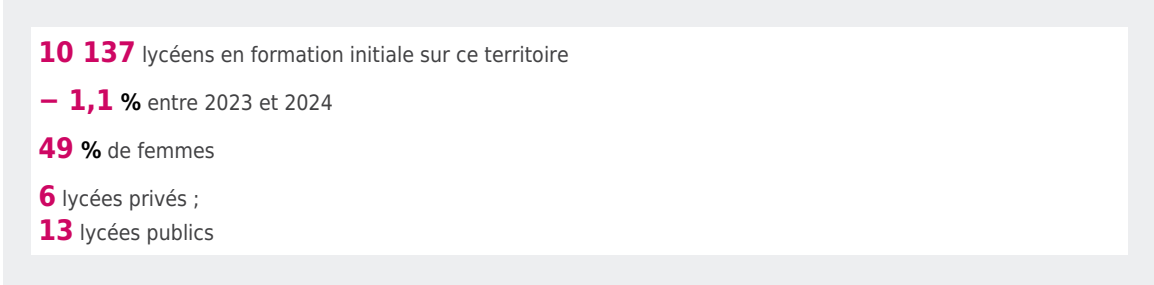 10 137 lycéens en formation initiale sur ce territoire
− 1,1 % entre 2023 et 2024
49 % de femmes
6 lycées privés ;
13 lycées publics